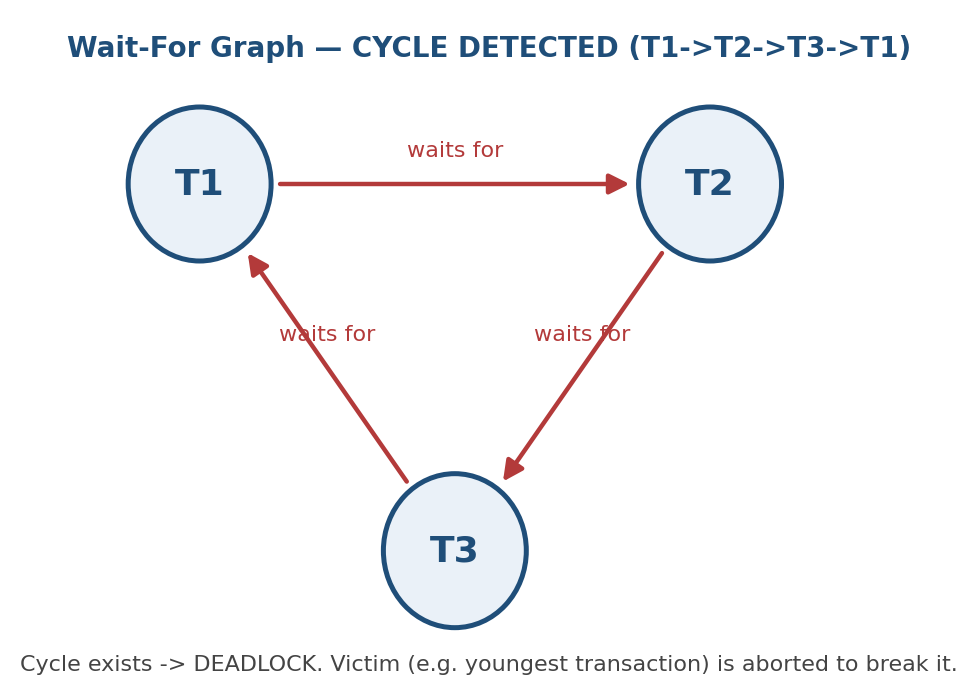 Wait-For Graph — CYCLE DETECTED (T1->T2->T3->T1)
T1
waits for
T2
waits for
waits for
T3
Cycle exists -> DEADLOCK. Victim (e.g. youngest transaction) is aborted to break it.